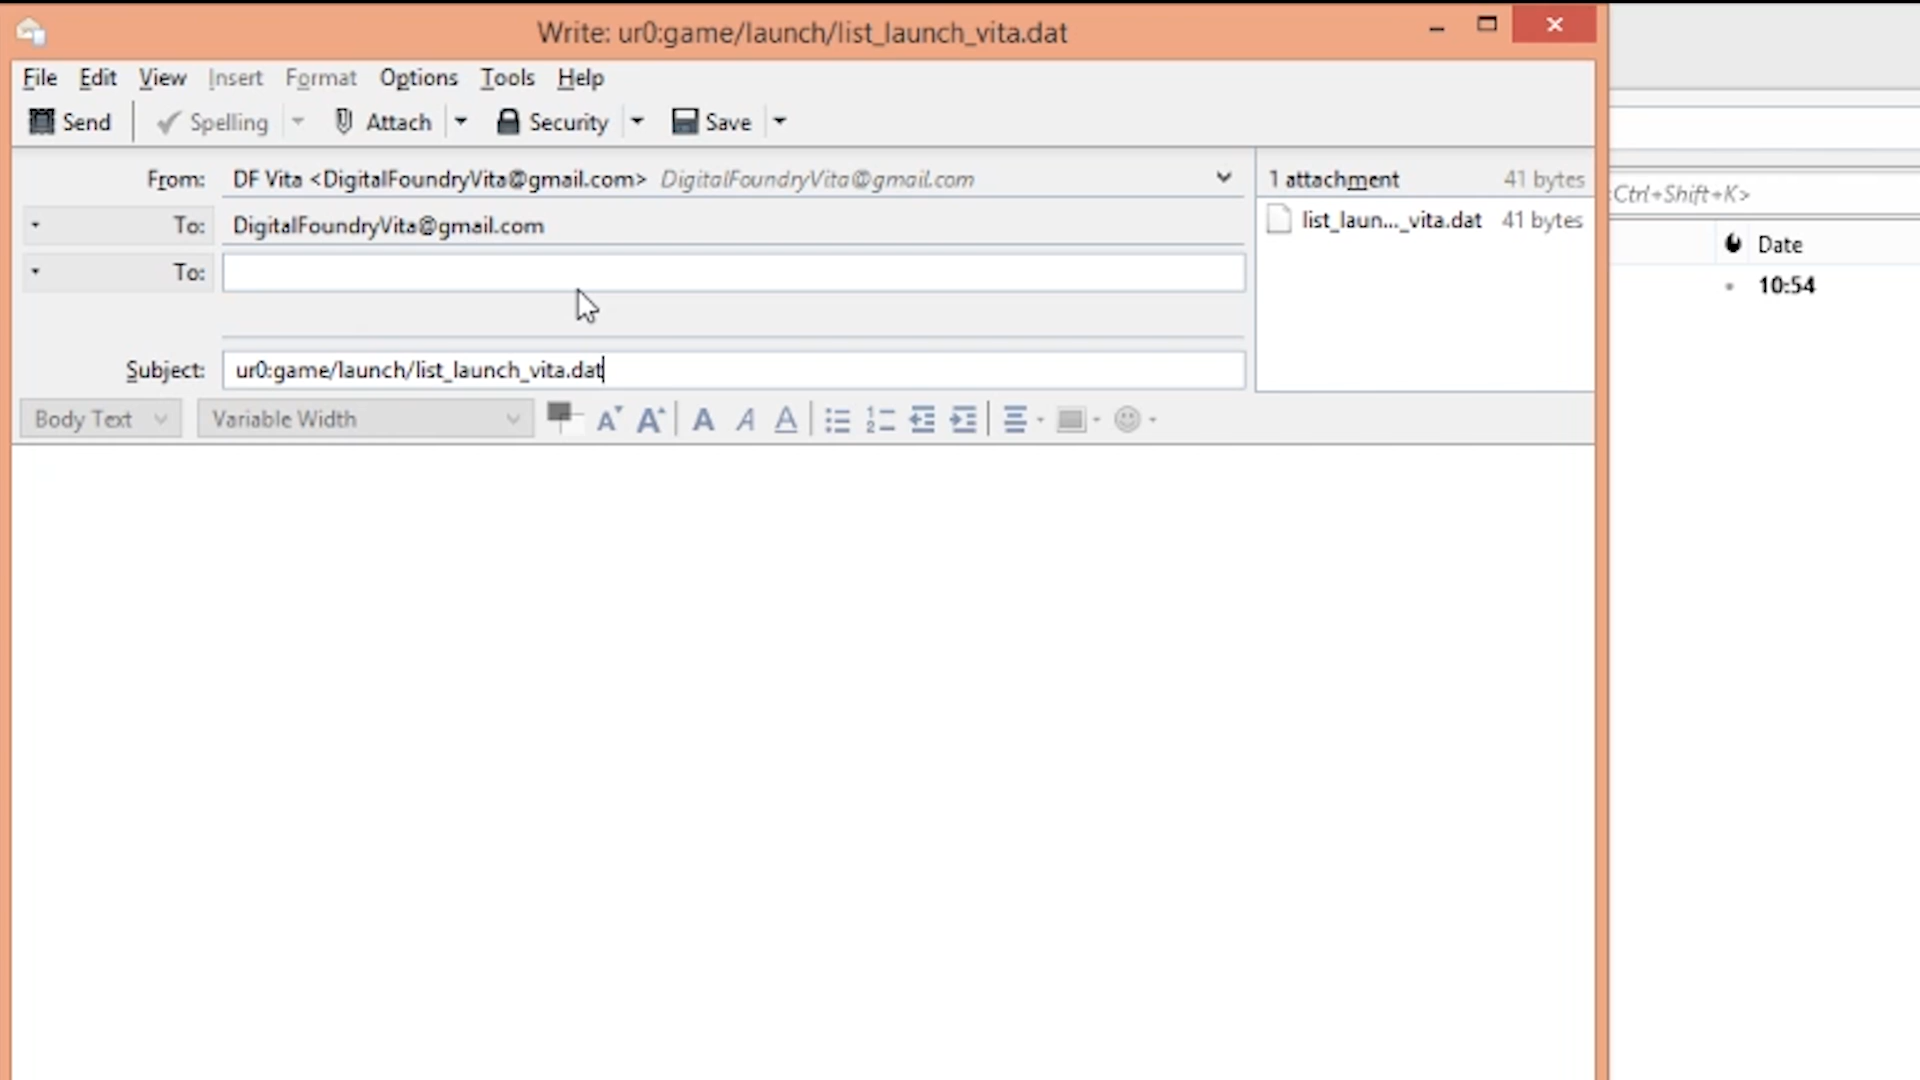 Write: ur0:game/launch/list_launch_vita.dat
File Edit View Insert Format Options Tools Help
Send Spelling Attach Security Save
From: DF Vita <DigitalFoundryVita@gmail.com> DigitalFoundryVita@gmail.com
1 attachment 41 bytes
<Ctrl+Shift+K>
To: DigitalFoundryVita@gmail.com
list_laun..._vita.dat 41 bytes
Date
To:
10:54
Subject: ur0:game/launch/list_launch_vita.dat
Body Text Variable Width